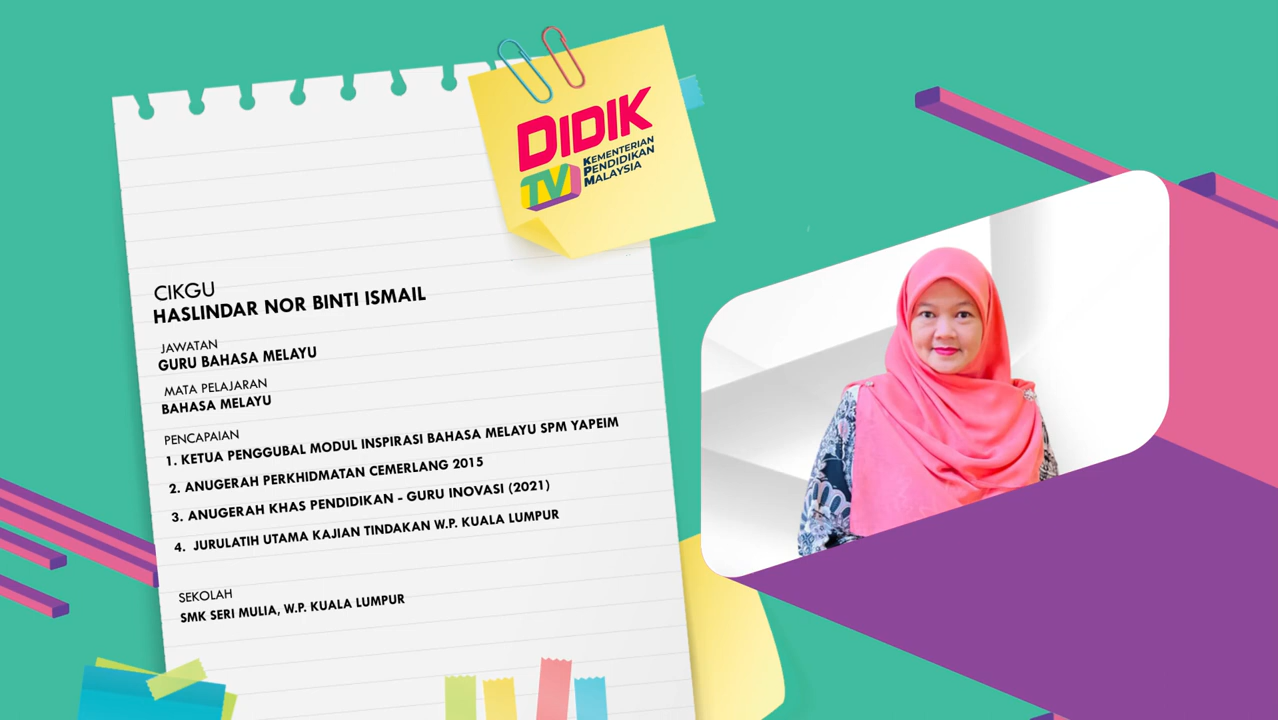 DIDIK
TV
KEMENTERIAN
PENDIDIKAN
MALAYSIA
CIKGU
HASLINDAR NOR BINTI ISMAIL
JAWATAN
GURU BAHASA MELAYU
MATA PELAJARAN
BAHASA MELAYU
PENCAPAIAN
1. KETUA PENGGUBAL MODUL INSPIRASI BAHASA MELAYU SPM YAPEIM
2. ANUGERAH PERKHIDMATAN CEMERLANG 2015
3. ANUGERAH KHAS PENDIDIKAN - GURU INOVASI (2021)
4. JURULATIH UTAMA KAJIAN TINDAKAN W.P. KUALA LUMPUR
SEKOLAH
SMK SERI MULIA, W.P. KUALA LUMPUR